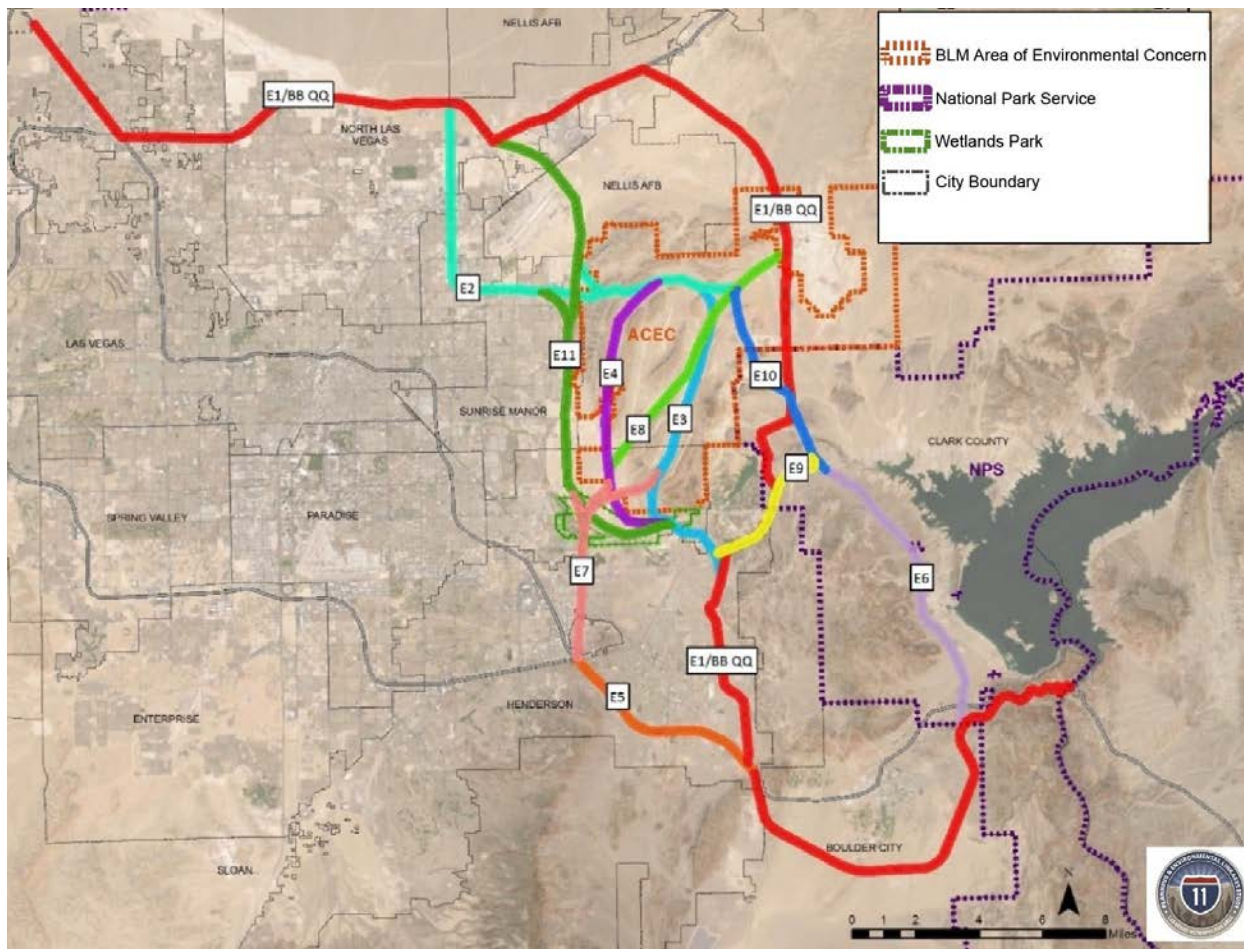 NELLIS AFB
BLM Area of Environmental Concern
National Park Service
Wetlands Park
City Boundary
E1/BB QQ
NORTH LAS
VEGAS
NELLIS AFB
E1/BB QQ
E2
ACEC
LAS VEGAS
E11
E4
E10
SUNRISE MANOR
E8
E3
CLARK COUNTY
NPS
E9
SPRING VALLEY
PARADISE
E7
E6
E1/BB QQ
E5
HENDERSON
ENTERPRISE
BOULDER CITY
SLOAN
N
11
0 2 4 6 8
Miles